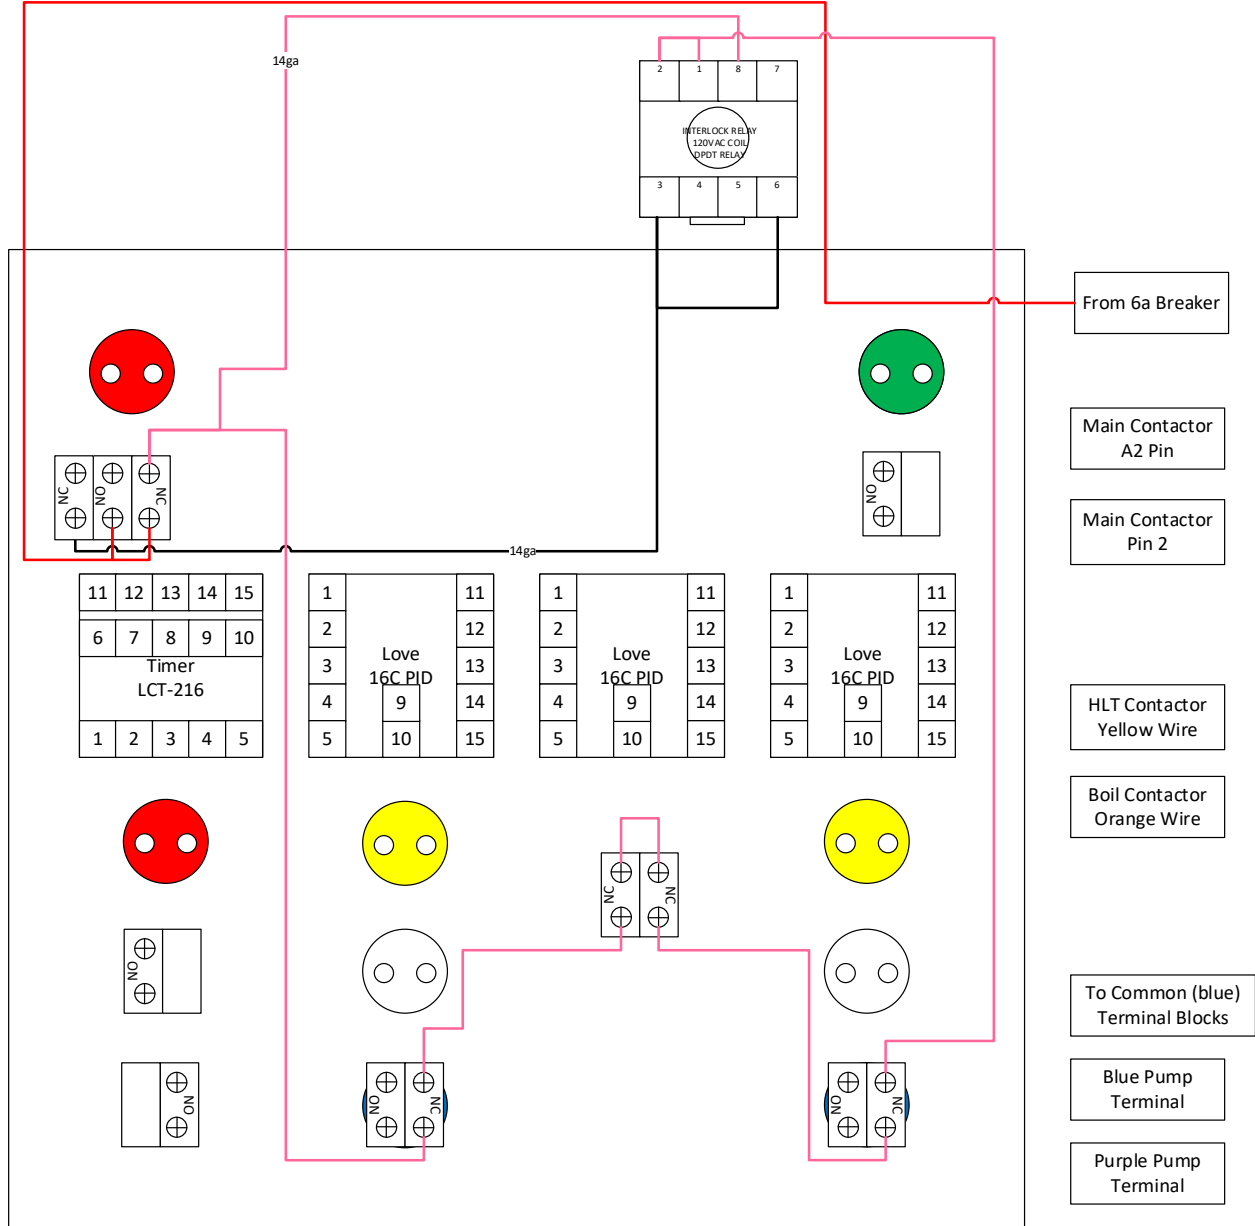 14ga
2 1 8 7
INTERLOCK RELAY
120VAC COIL
DPDT RELAY
3 4 5 6
From 6a Breaker
Main Contactor
A2 Pin
NC NO NC
NO
Main Contactor
Pin 2
14ga
11 12 13 14 15
6 7 8 9 10
Timer
LCT-216
1 2 3 4 5
1 11
2 12
3 13
Love
16C PID
4 9 14
5 10 15
1 11
2 12
3 13
Love
16C PID
4 9 14
5 10 15
1 11
2 12
3 13
Love
16C PID
4 9 14
5 10 15
HLT Contactor
Yellow Wire
Boil Contactor
Orange Wire
NC NC
NO
To Common (blue)
Terminal Blocks
NO
NO NC
NO NC
Blue Pump
Terminal
Purple Pump
Terminal